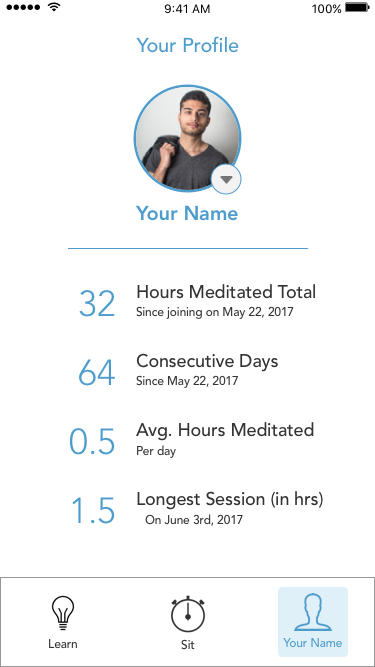 9:41 AM 100%
Your Profile
Your Name
32 Hours Meditated Total
Since joining on May 22, 2017
64 Consecutive Days
Since May 22, 2017
0.5 Avg. Hours Meditated
Per day
1.5 Longest Session (in hrs)
On June 3rd, 2017
Learn Sit Your Name